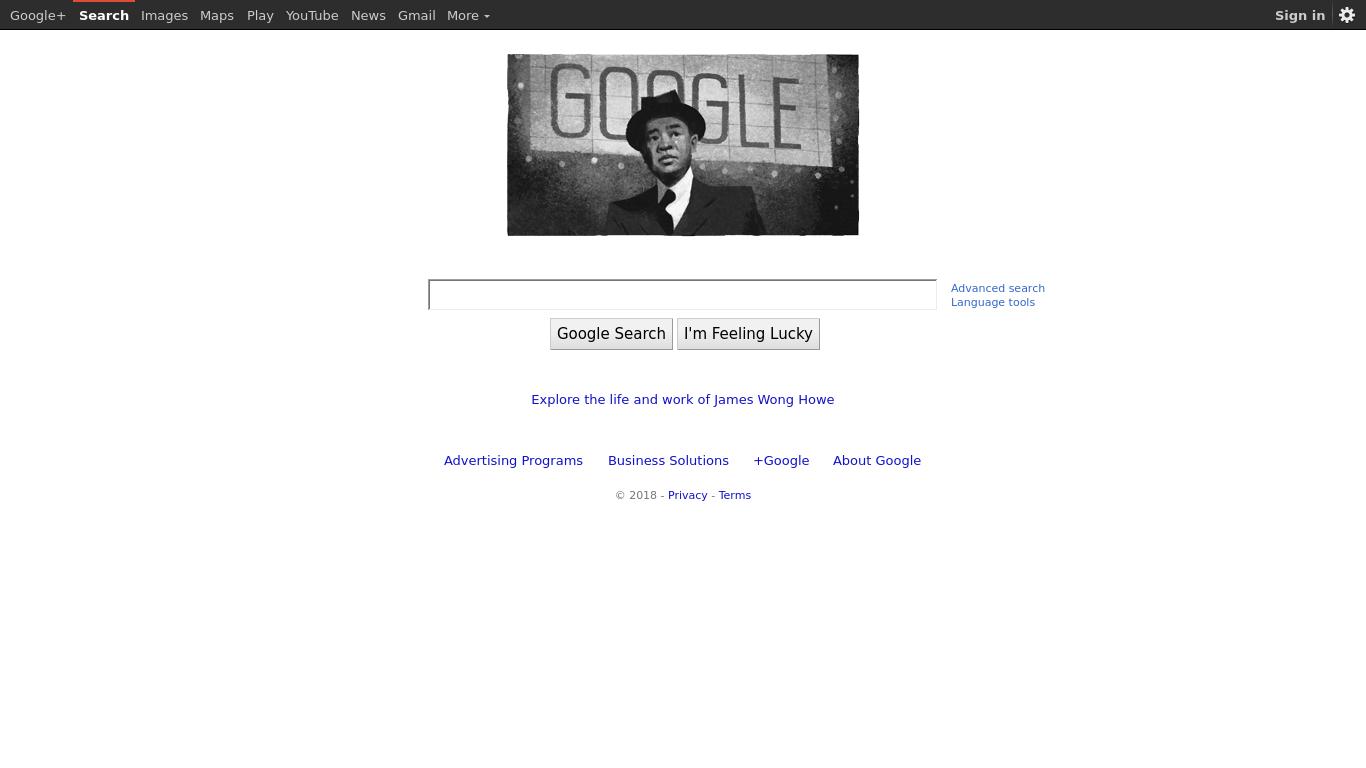 Google+ Search Images Maps Play YouTube News Gmail More Sign in
GOOGLE
Advanced search
Language tools
Google Search I'm Feeling Lucky
Explore the life and work of James Wong Howe
Advertising Programs Business Solutions +Google About Google
© 2018 - Privacy - Terms